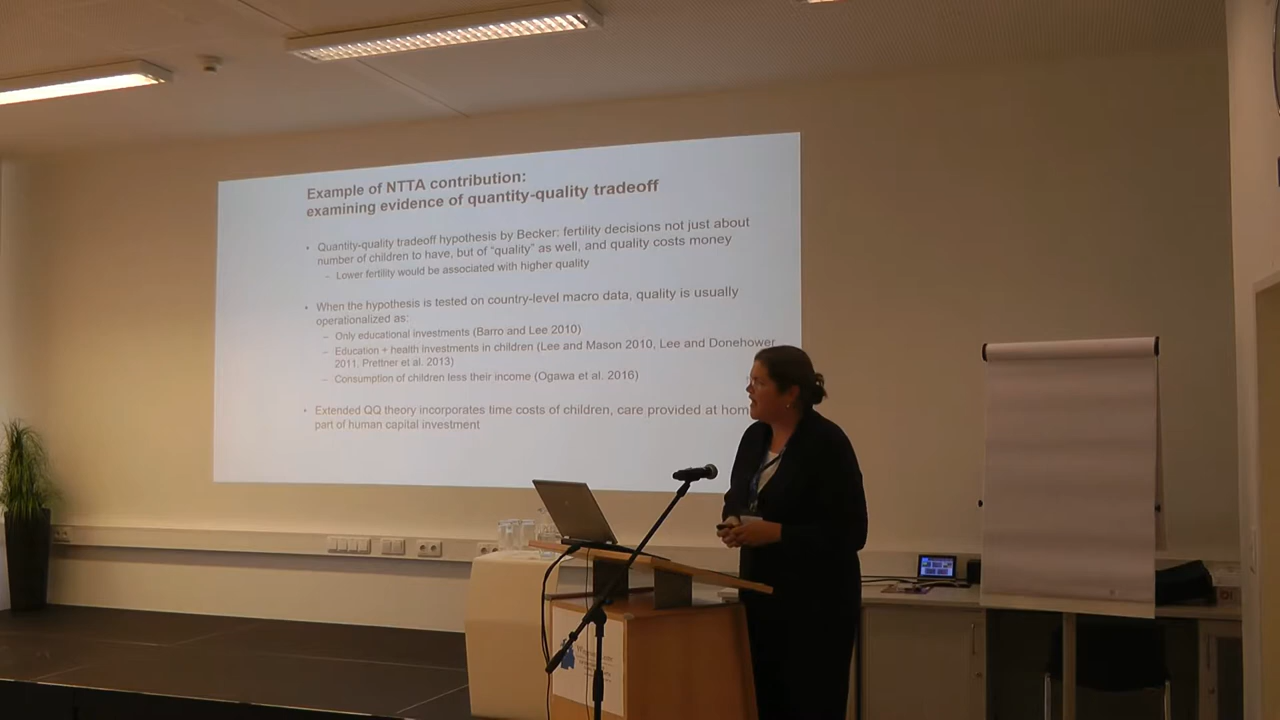 Example of NTTA contribution:
examining evidence of quantity-quality tradeoff
• Quantity-quality tradeoff hypothesis by Becker: fertility decisions not just about
number of children to have, but of "quality" as well, and quality costs money
– Lower fertility would be associated with higher quality
• When the hypothesis is tested on country-level macro data, quality is usually
operationalized as:
– Only educational investments (Barro and Lee 2010)
– Education + health investments in children (Lee and Mason 2010, Lee and Donehower
2011, Prettner et al. 2013)
– Consumption of children less their income (Ogawa et al. 2016)
• Extended QQ theory incorporates time costs of children, care provided at hom
part of human capital investment